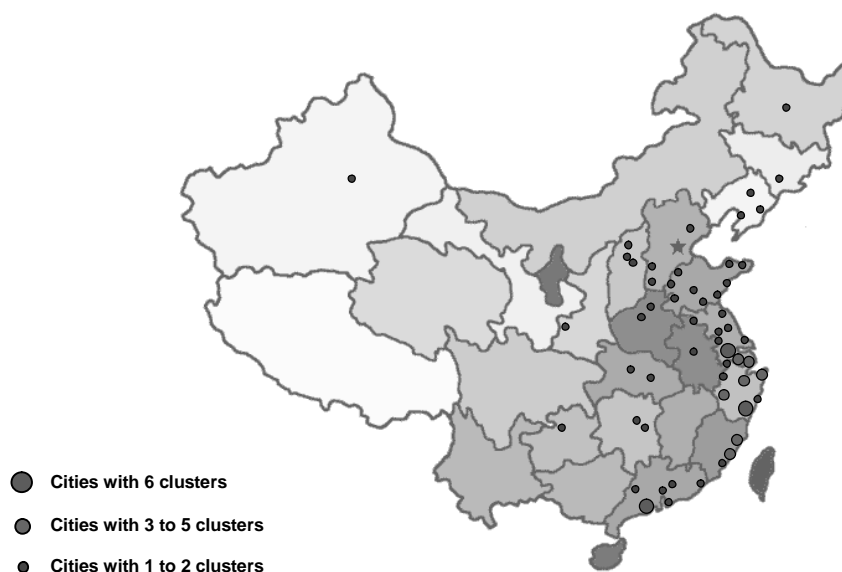 Cities with 6 clusters
Cities with 3 to 5 clusters
Cities with 1 to 2 clusters